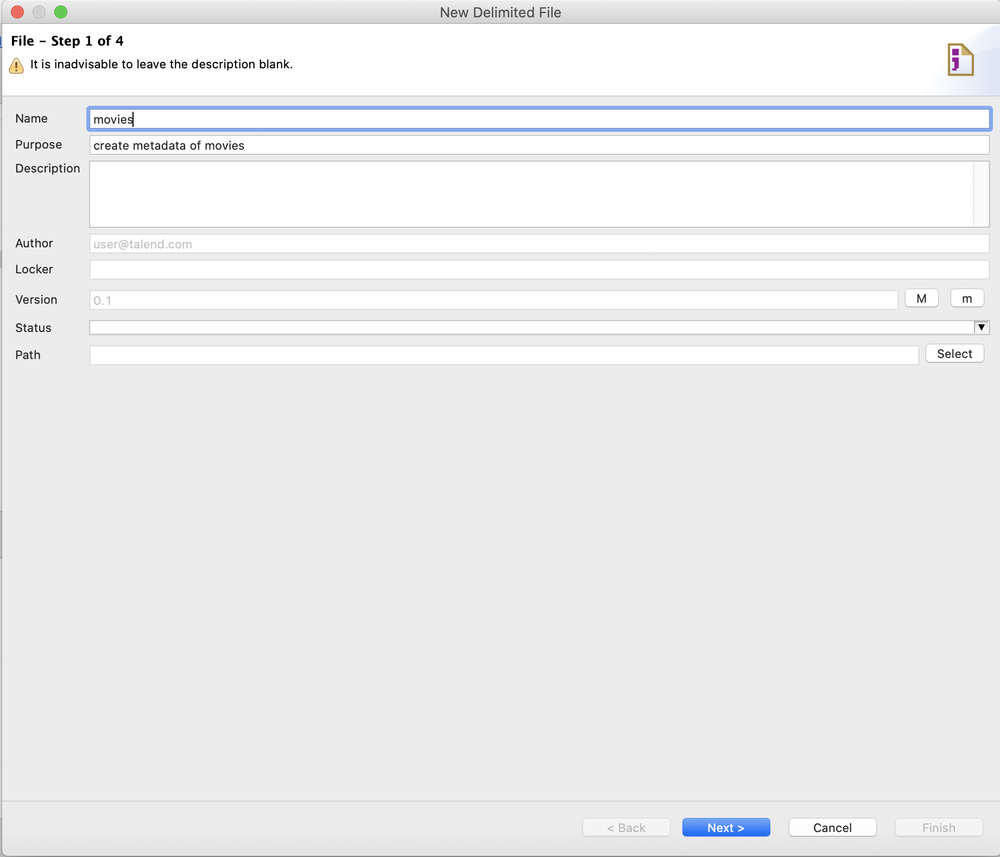 New Delimited File
File – Step 1 of 4
It is inadvisable to leave the description blank.
Name movies
Purpose create metadata of movies
Description
Author user@talend.com
Locker
Version 0.1 M m
Status
Path Select
< Back Next > Cancel Finish